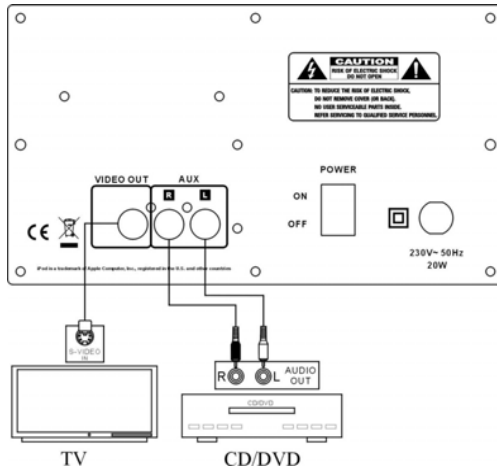 CAUTION
RISK OF ELECTRIC SHOCK
DO NOT OPEN
CAUTION: TO REDUCE THE RISK OF ELECTRIC SHOCK,
DO NOT REMOVE COVER (OR BACK).
NO USER SERVICEABLE PARTS INSIDE.
REFER SERVICING TO QUALIFIED SERVICE PERSONNEL.
VIDEO OUT
AUX
R
L
POWER
ON
OFF
230V~ 50Hz
20W
CE
iPod is a trademark of Apple Computer, Inc., registered in the U.S. and other countries
S-VIDEO
IN
R
L
AUDIO
OUT
CD/DVD
TV
CD/DVD